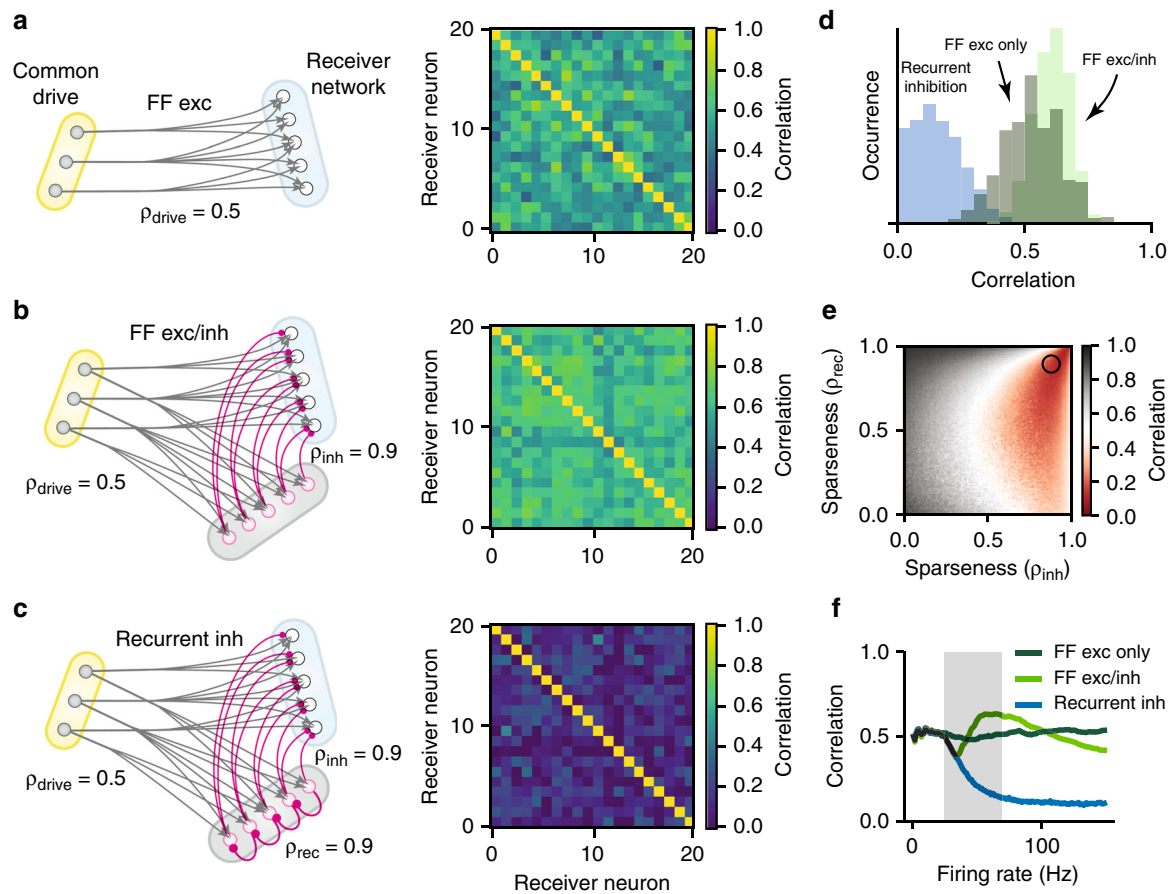 a
Common
drive
FF exc
Receiver
network
ρdrive = 0.5
Receiver neuron
20
10
0
0
10
20
1.0
0.8
0.6
0.4
0.2
0.0
Correlation
b
FF exc/inh
ρdrive = 0.5
ρinh = 0.9
Receiver neuron
20
10
0
0
10
20
1.0
0.8
0.6
0.4
0.2
0.0
Correlation
c
Recurrent inh
ρdrive = 0.5
ρinh = 0.9
ρrec = 0.9
Receiver neuron
20
10
0
0
10
20
Receiver neuron
1.0
0.8
0.6
0.4
0.2
0.0
Correlation
d
Occurrence
FF exc only
Recurrent
inhibition
FF exc/inh
0.0
0.5
1.0
Correlation
e
Sparseness (ρrec)
1.0
0.5
0.0
0.0
0.5
1.0
Sparseness (ρinh)
1.0
0.8
0.6
0.4
0.2
0.0
Correlation
f
Correlation
1.0
0.5
0.0
FF exc only
FF exc/inh
Recurrent inh
0
100
Firing rate (Hz)